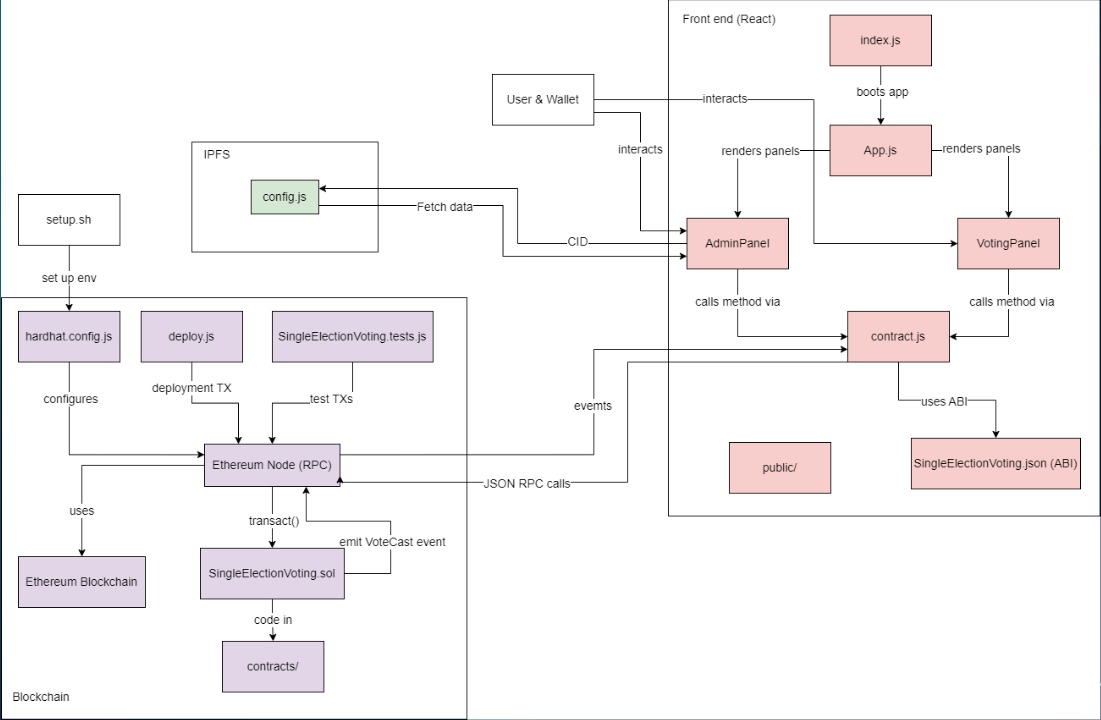 Front end (React)
index.js
boots app
User & Wallet
interacts
interacts
App.js
renders panels
renders panels
IPFS
config.js
Fetch data
CID
AdminPanel
VotingPanel
setup.sh
set up env
calls method via
calls method via
hardhat.config.js
deploy.js
SingleElectionVoting.tests.js
contract.js
configures
deployment TX
test TXs
evemts
uses ABI
Ethereum Node (RPC)
JSON RPC calls
public/
SingleElectionVoting.json (ABI)
uses
transact()
emit VoteCast event
Ethereum Blockchain
SingleElectionVoting.sol
code in
contracts/
Blockchain